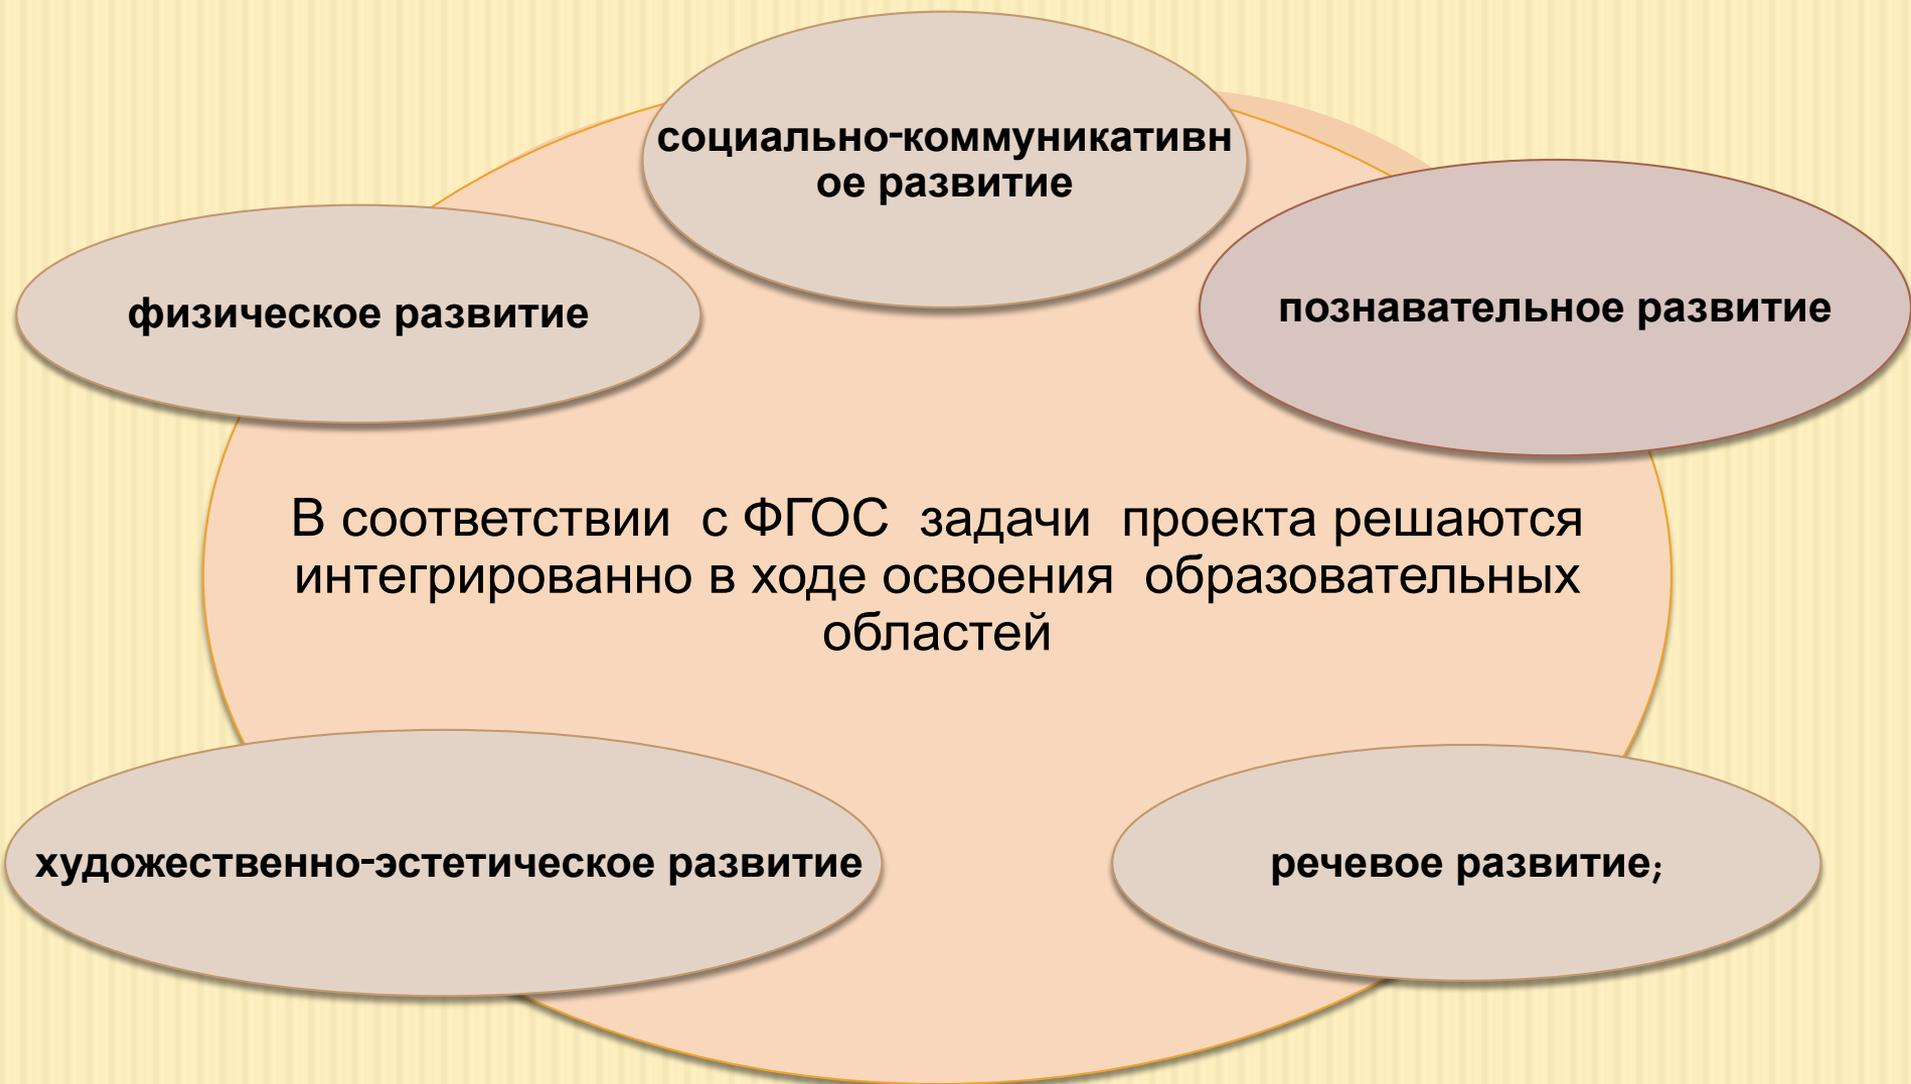 социально-коммуникативн
ое развитие
физическое развитие
познавательное развитие
В соответствии с ФГОС задачи проекта решаются
интегрированно в ходе освоения образовательных
областей
художественно-эстетическое развитие
речевое развитие;